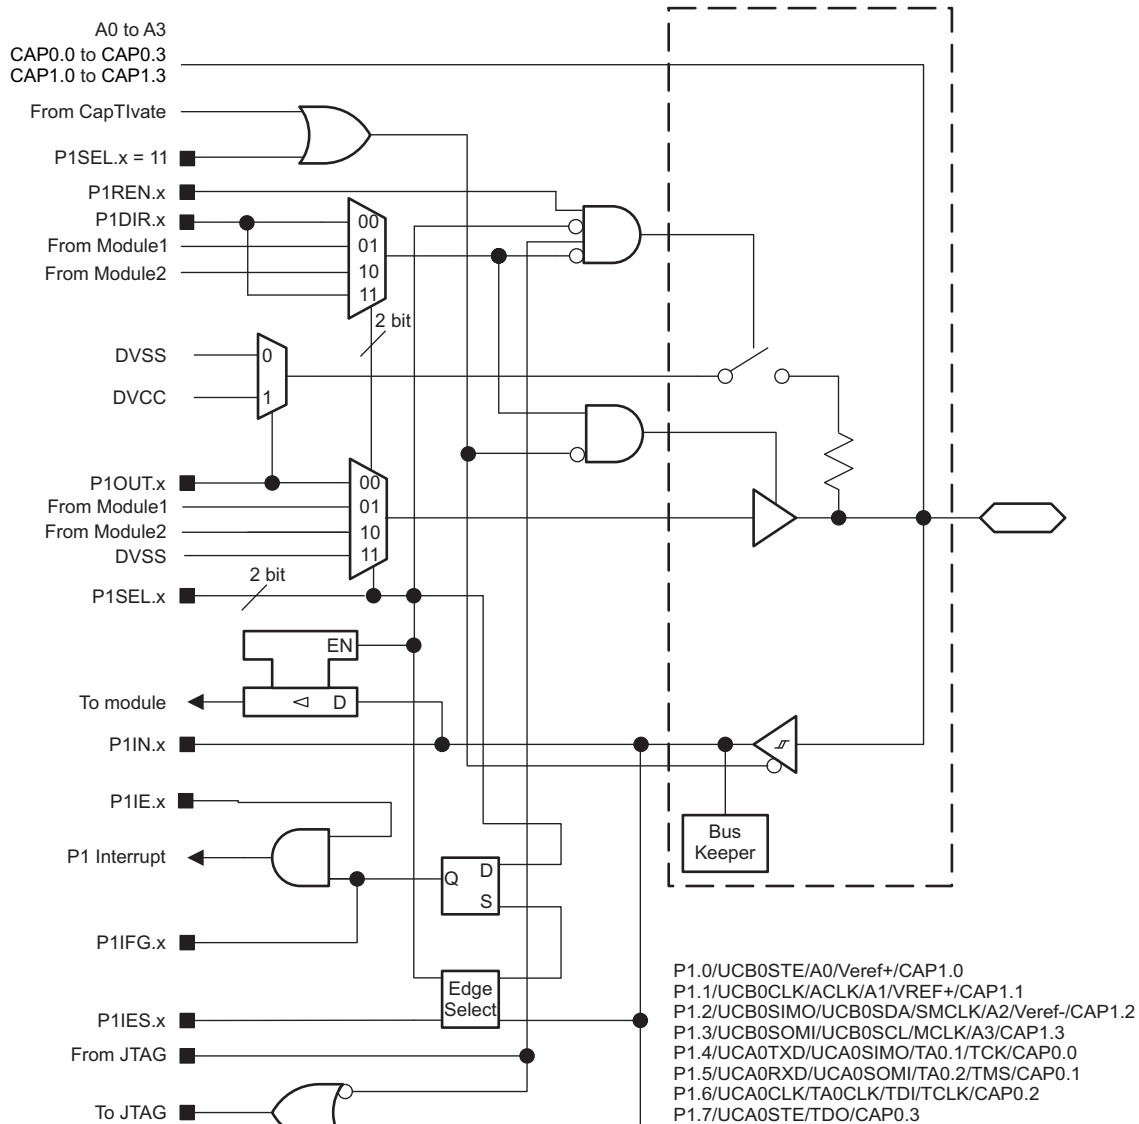 A0 to A3
CAP0.0 to CAP0.3
CAP1.0 to CAP1.3
From CapTIvate
P1SEL.x = 11
P1REN.x
P1DIR.x
From Module1
From Module2
00
01
10
11
2 bit
DVSS
DVCC
0
1
P1OUT.x
From Module1
From Module2
DVSS
00
01
10
11
P1SEL.x
2 bit
EN
To module
D
P1IN.x
Bus
Keeper
P1IE.x
P1 Interrupt
Q
D
S
P1IFG.x
Edge
Select
P1IES.x
From JTAG
To JTAG
P1.0/UCB0STE/A0/Veref+/CAP1.0
P1.1/UCB0CLK/ACLK/A1/VREF+/CAP1.1
P1.2/UCB0SIMO/UCB0SDA/SMCLK/A2/Veref-/CAP1.2
P1.3/UCB0SOMI/UCB0SCL/MCLK/A3/CAP1.3
P1.4/UCA0TXD/UCA0SIMO/TA0.1/TCK/CAP0.0
P1.5/UCA0RXD/UCA0SOMI/TA0.2/TMS/CAP0.1
P1.6/UCA0CLK/TA0CLK/TDI/TCLK/CAP0.2
P1.7/UCA0STE/TDO/CAP0.3